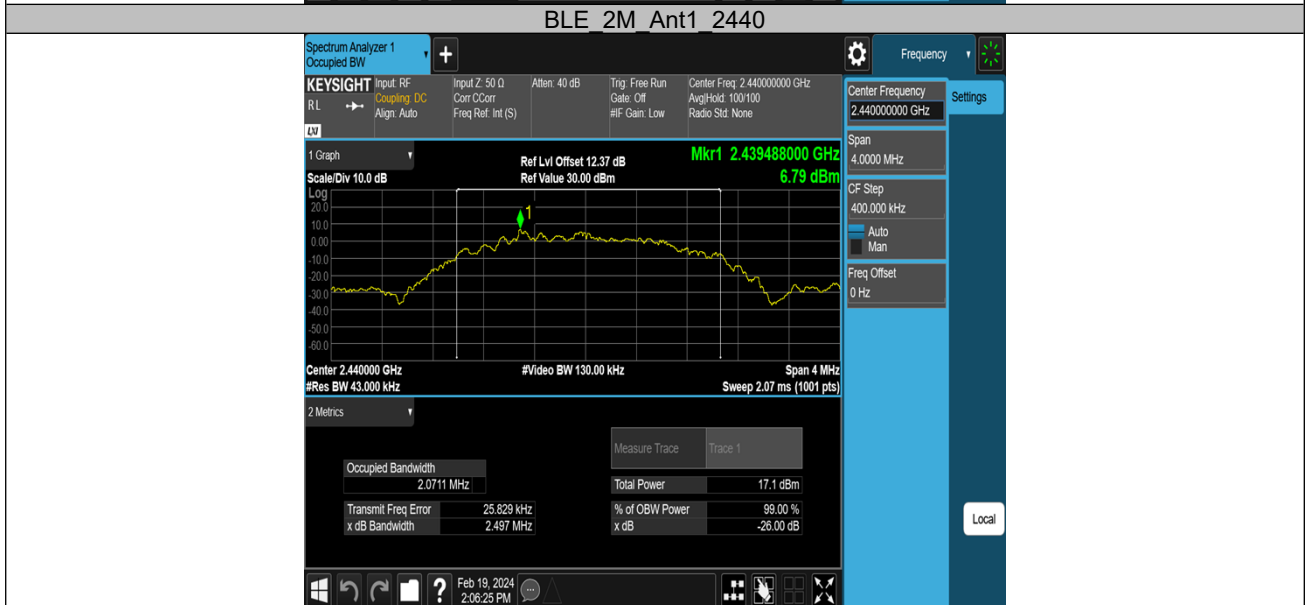 BLE_2M_Ant1_2440
Spectrum Analyzer 1
Occupied BW
+
Frequency
KEYSIGHT
RL
LXI
Input: RF
Coupling: DC
Align: Auto
Input Z: 50 Ω
Corr CCorr
Freq Ref: Int (S)
Atten: 40 dB
Trig: Free Run
Gate: Off
#IF Gain: Low
Center Freq: 2.440000000 GHz
Avg|Hold: 100/100
Radio Std: None
Center Frequency
2.440000000 GHz
Settings
Span
4.0000 MHz
CF Step
400.000 kHz
Auto
Man
Freq Offset
0 Hz
Local
1 Graph
Scale/Div 10.0 dB
Ref Lvl Offset 12.37 dB
Ref Value 30.00 dBm
Mkr1 2.439488000 GHz
6.79 dBm
Log
20.0
10.0
0.00
-10.0
-20.0
-30.0
-40.0
-50.0
-60.0
1
Center 2.440000 GHz
#Res BW 43.000 kHz
#Video BW 130.00 kHz
Span 4 MHz
Sweep 2.07 ms (1001 pts)
2 Metrics
Measure Trace Trace 1
Occupied Bandwidth
2.0711 MHz
Total Power 17.1 dBm
Transmit Freq Error 25.829 kHz
% of OBW Power 99.00 %
x dB Bandwidth 2.497 MHz
x dB -26.00 dB
?
Feb 19, 2024
2:06:25 PM